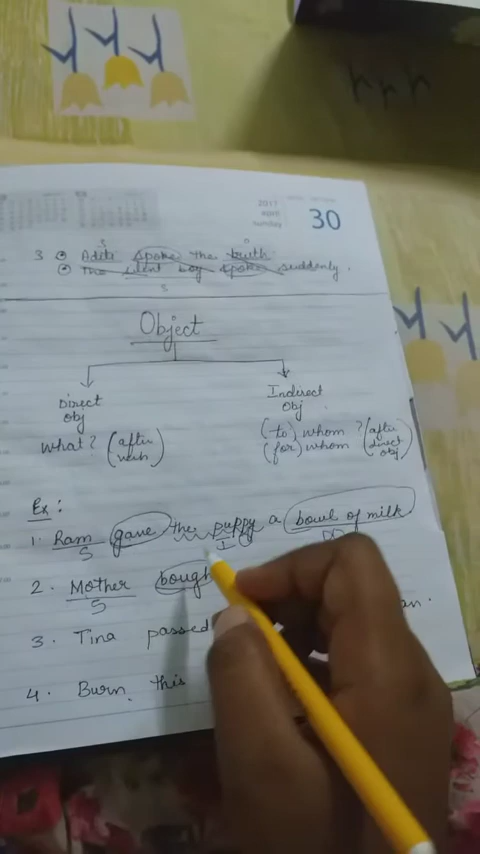 2017
April
Sunday
30
S O
3 ⊙ Aditi spoke the truth
⊙ The silent boy spoke suddenly.
S
Object
Direct
obj
What? (after
verb)
Indirect
Obj
(to) whom ? (after
(for) whom direct
obj)
Ex:
1. Ram gave the puppy a bowl of milk
S I O DO
2. Mother bough
S
3. Tina passed an.
4. Burn this